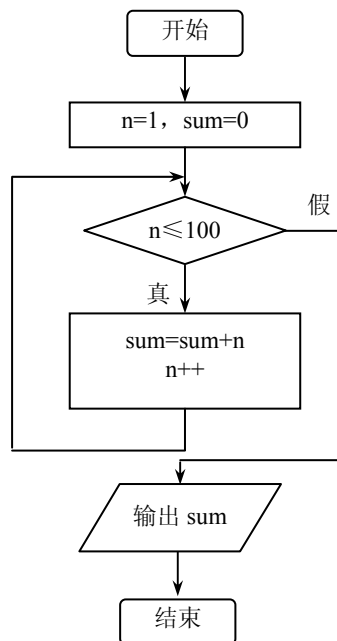 开始
n=1，sum=0
n≤100
假
真
sum=sum+n
n++
输出 sum
结束